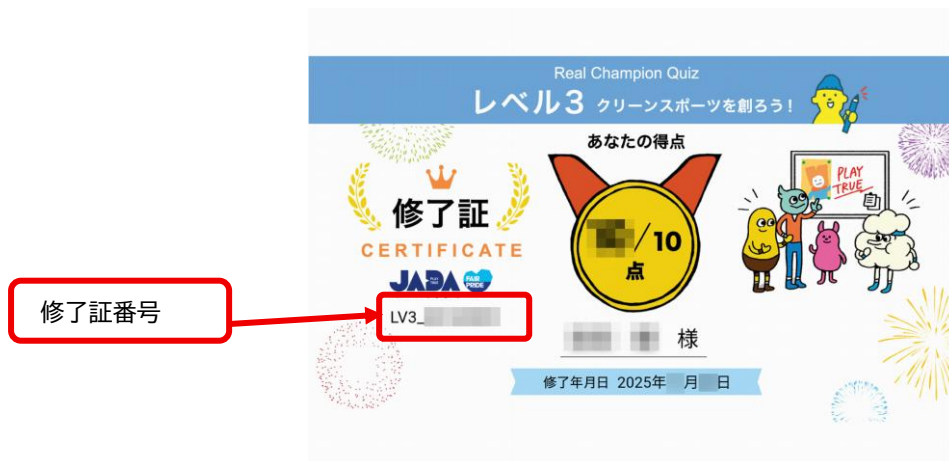 Real Champion Quiz
レベル3 クリーンスポーツを創ろう!
あなたの得点
修了証
CERTIFICATE
JADA PLAY TRUE FAIR PRIDE
LV3_
/10
点
様
修了年月日 2025年 月 日
PLAY
TRUE
修了証番号